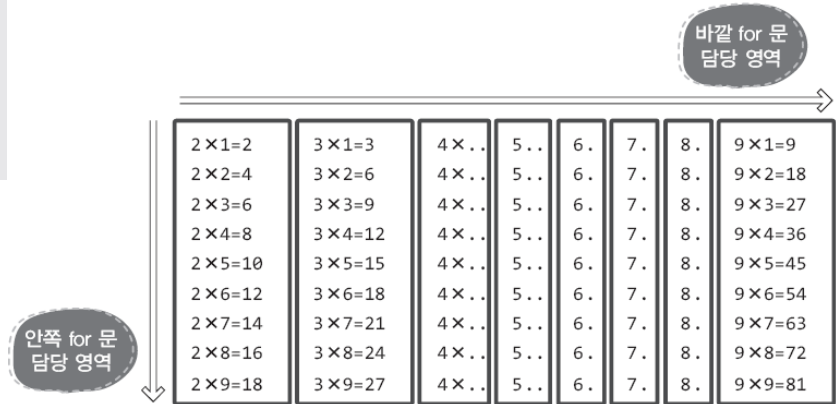 바깥 for 문
담당 영역
2×1=2 3×1=3 4×.. 5.. 6. 7. 8. 9×1=9
2×2=4 3×2=6 4×.. 5.. 6. 7. 8. 9×2=18
2×3=6 3×3=9 4×.. 5.. 6. 7. 8. 9×3=27
2×4=8 3×4=12 4×.. 5.. 6. 7. 8. 9×4=36
2×5=10 3×5=15 4×.. 5.. 6. 7. 8. 9×5=45
2×6=12 3×6=18 4×.. 5.. 6. 7. 8. 9×6=54
2×7=14 3×7=21 4×.. 5.. 6. 7. 8. 9×7=63
2×8=16 3×8=24 4×.. 5.. 6. 7. 8. 9×8=72
2×9=18 3×9=27 4×.. 5.. 6. 7. 8. 9×9=81
안쪽 for 문
담당 영역